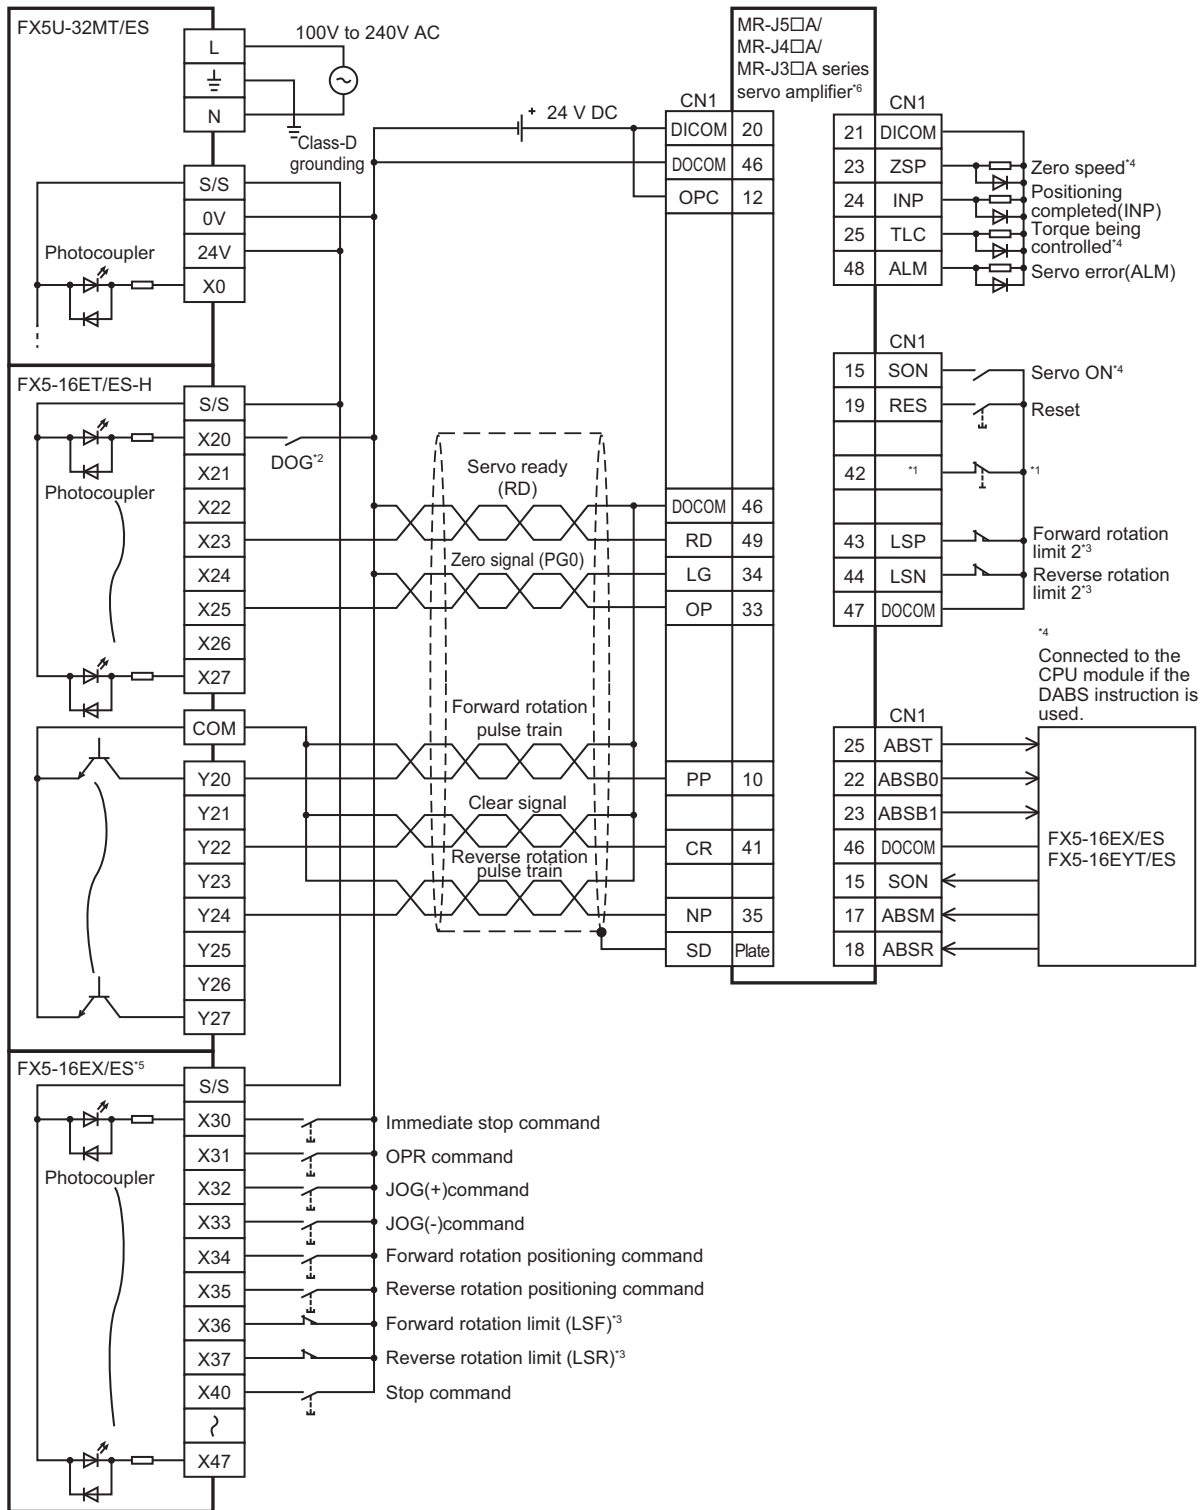 FX5U-32MT/ES
L
N
100V to 240V AC
Class-D
grounding
S/S
0V
24V
X0
Photocoupler
FX5-16ET/ES-H
S/S
X20
X21
X22
X23
X24
X25
X26
X27
Photocoupler
DOG*2
COM
Y20
Y21
Y22
Y23
Y24
Y25
Y26
Y27
FX5-16EX/ES*5
S/S
X30
X31
X32
X33
X34
X35
X36
X37
X40
X47
Photocoupler
Immediate stop command
OPR command
JOG(+)command
JOG(-)command
Forward rotation positioning command
Reverse rotation positioning command
Forward rotation limit (LSF)*3
Reverse rotation limit (LSR)*3
Stop command
+ 24 V DC
Servo ready
(RD)
Zero signal (PG0)
Forward rotation
pulse train
Clear signal
Reverse rotation
pulse train
MR-J5□A/
MR-J4□A/
MR-J3□A series
servo amplifier*6
CN1
DICOM 20
DOCOM 46
OPC 12
DOCOM 46
RD 49
LG 34
OP 33
PP 10
CR 41
NP 35
SD Plate
CN1
21 DICOM
23 ZSP
24 INP
25 TLC
48 ALM
Zero speed*4
Positioning
completed(INP)
Torque being
controlled*4
Servo error(ALM)
CN1
15 SON
19 RES
42 *1
43 LSP
44 LSN
47 DOCOM
Servo ON*4
Reset
*1
Forward rotation
limit 2*3
Reverse rotation
limit 2*3
*4
Connected to the
CPU module if the
DABS instruction is
used.
CN1
25 ABST
22 ABSB0
23 ABSB1
46 DOCOM
15 SON
17 ABSM
18 ABSR
FX5-16EX/ES
FX5-16EYT/ES